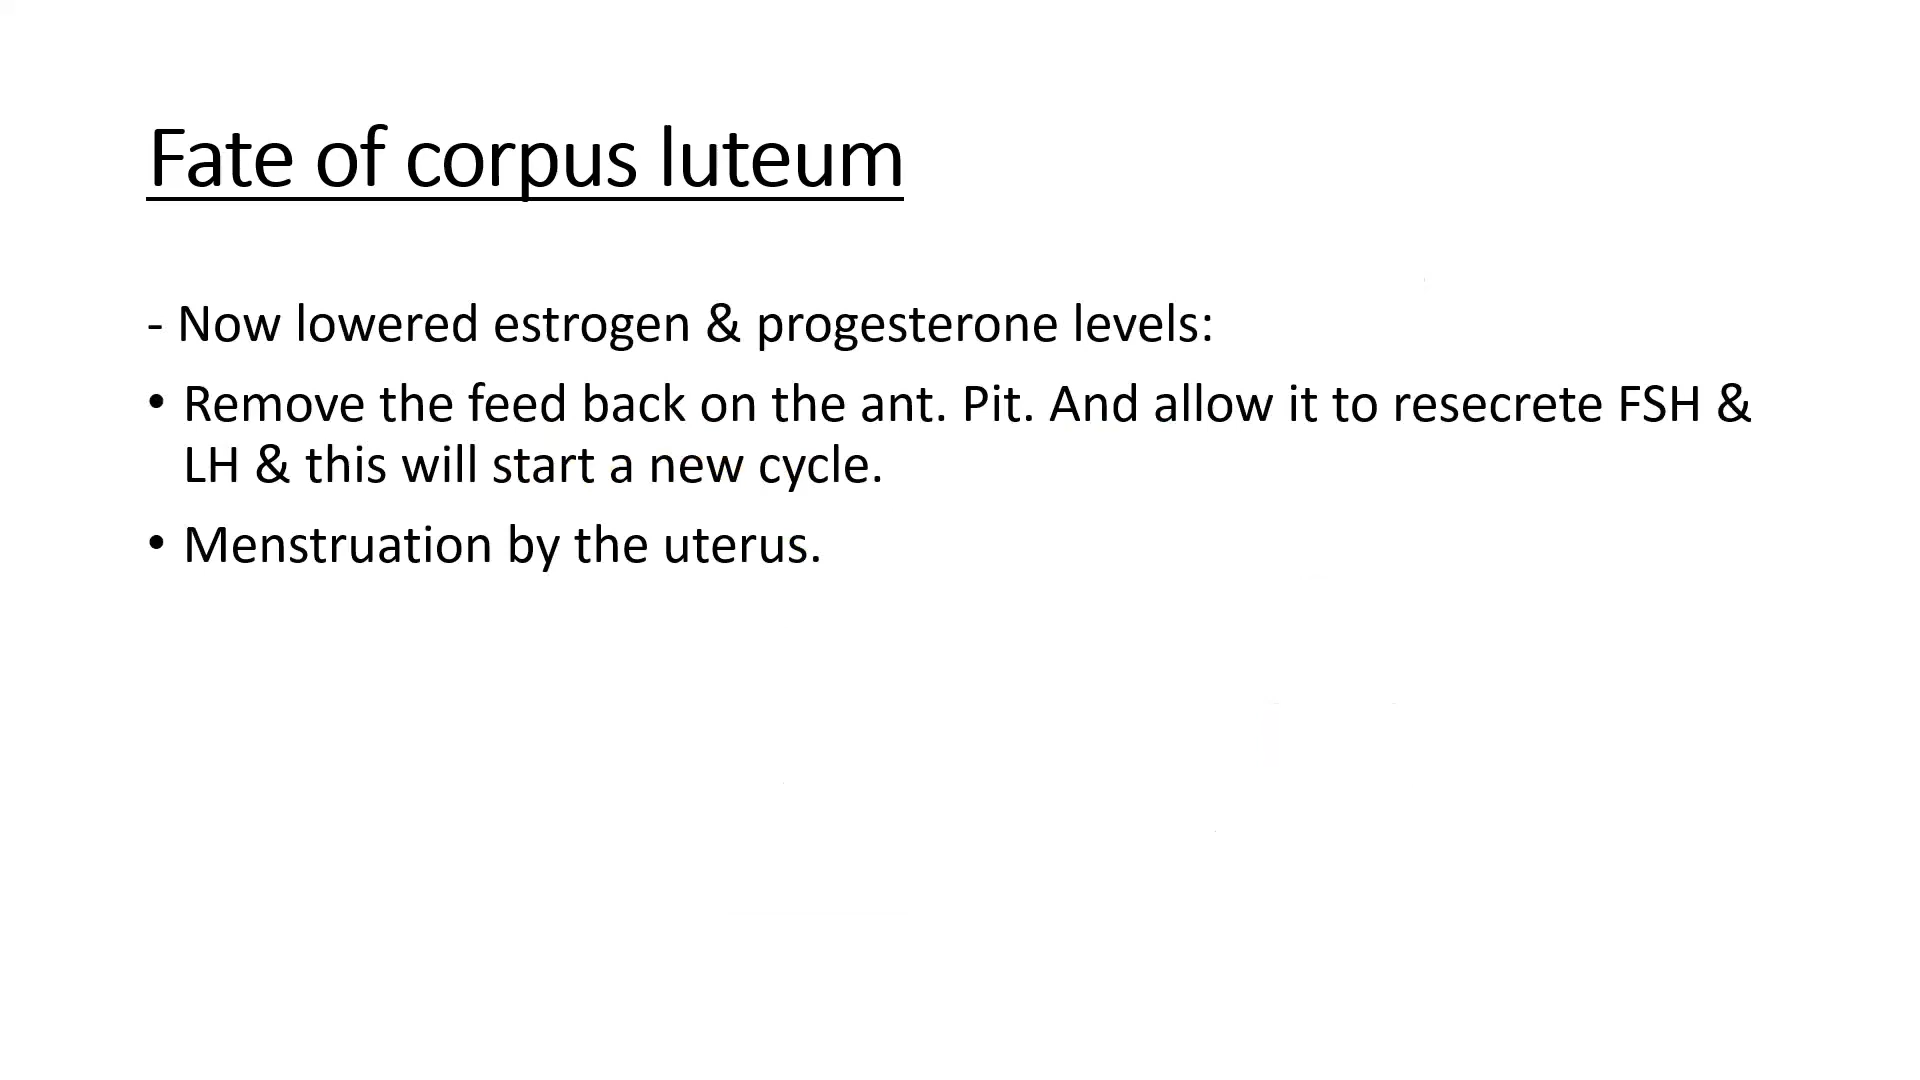 Fate of corpus luteum
- Now lowered estrogen & progesterone levels:
• Remove the feed back on the ant. Pit. And allow it to resecrete FSH &
LH & this will start a new cycle.
• Menstruation by the uterus.